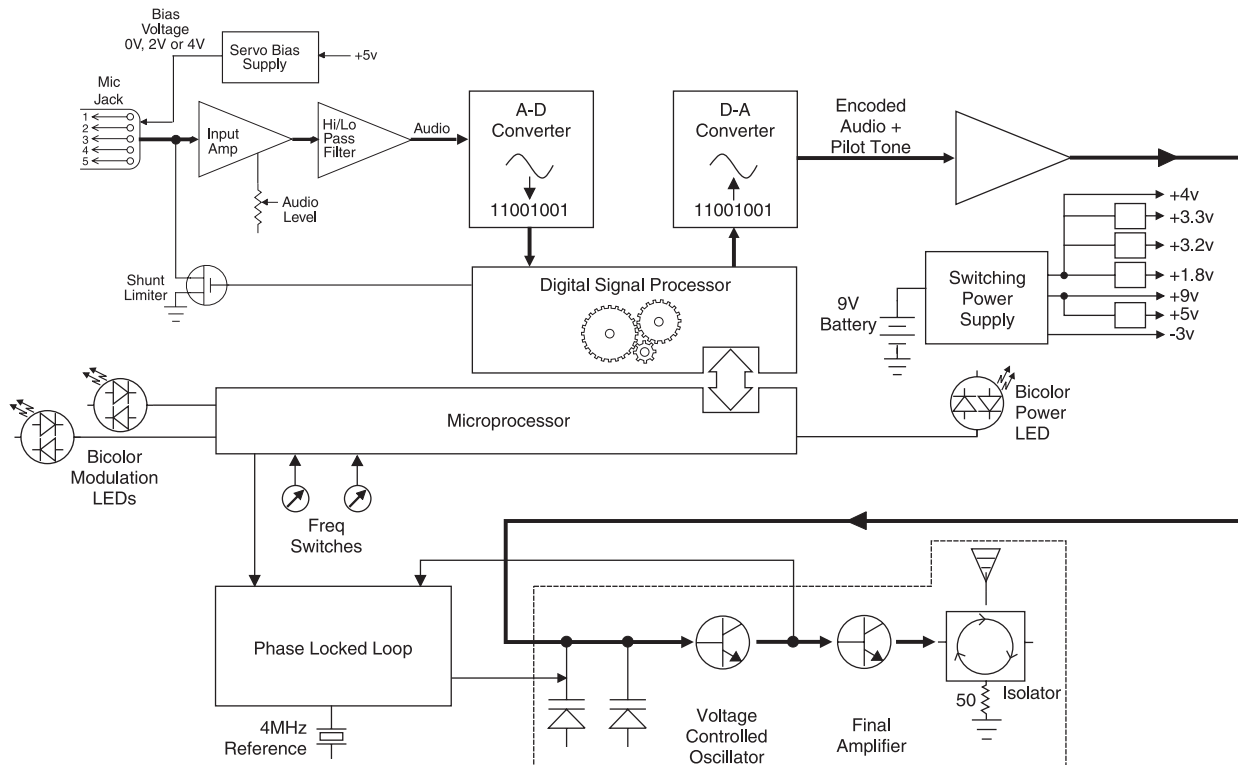 Bias
Voltage
0V, 2V or 4V
Servo Bias
Supply
+5v
Mic
Jack
1
2
3
4
5
Input
Amp
Hi/Lo
Pass
Filter
Audio
A-D
Converter
11001001
D-A
Converter
11001001
Encoded
Audio +
Pilot Tone
Audio
Level
+4v
+3.3v
+3.2v
+1.8v
+9v
+5v
-3v
Switching
Power
Supply
9V
Battery
Shunt
Limiter
Digital Signal Processor
Microprocessor
Bicolor
Power
LED
Bicolor
Modulation
LEDs
Freq
Switches
Phase Locked Loop
4MHz
Reference
Voltage
Controlled
Oscillator
Final
Amplifier
50
Isolator